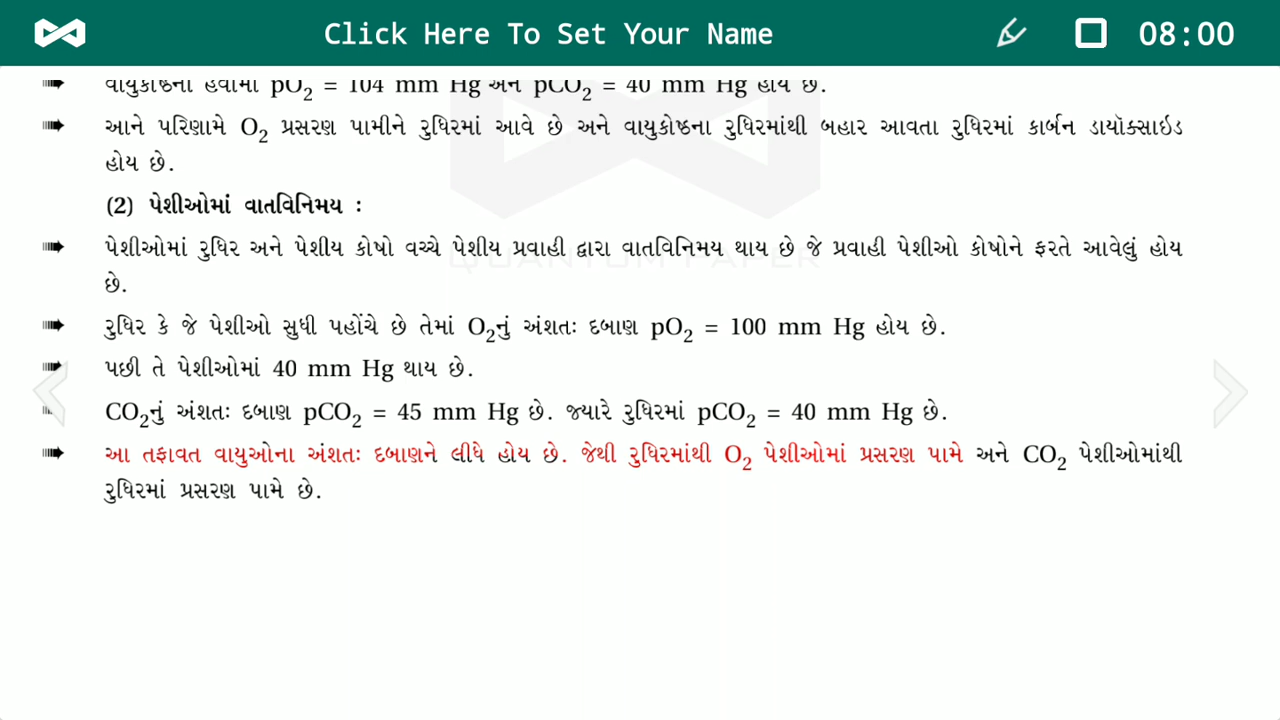 Click Here To Set Your Name
08:00
વાયુકોષ્ઠના હવામાં pO2 = 104 mm Hg અને pCO2 = 40 mm Hg હોય છે.
આને પરિણામે O2 પ્રસરણ પામીને રુધિરમાં આવે છે અને વાયુકોષ્ઠના રુધિરમાંથી બહાર આવતા રુધિરમાં કાર્બન ડાયૉક્સાઇડ
હોય છે.
(2) પેશીઓમાં વાતવિનિમય :
પેશીઓમાં રુધિર અને પેશીય કોષો વચ્ચે પેશીય પ્રવાહી દ્વારા વાતવિનિમય થાય છે જે પ્રવાહી પેશીઓ કોષોને ફરતે આવેલું હોય
છે.
QUANTUM PAPER
રુધિર કે જે પેશીઓ સુધી પહોંચે છે તેમાં O2નું અંશતઃ દબાણ pO2 = 100 mm Hg હોય છે.
પછી તે પેશીઓમાં 40 mm Hg થાય છે.
CO2નું અંશતઃ દબાણ pCO2 = 45 mm Hg છે. જ્યારે રુધિરમાં pCO2 = 40 mm Hg છે.
આ તફાવત વાયુઓના અંશતઃ દબાણને લીધે હોય છે. જેથી રુધિરમાંથી O2 પેશીઓમાં પ્રસરણ પામે અને CO2 પેશીઓમાંથી
રુધિરમાં પ્રસરણ પામે છે.